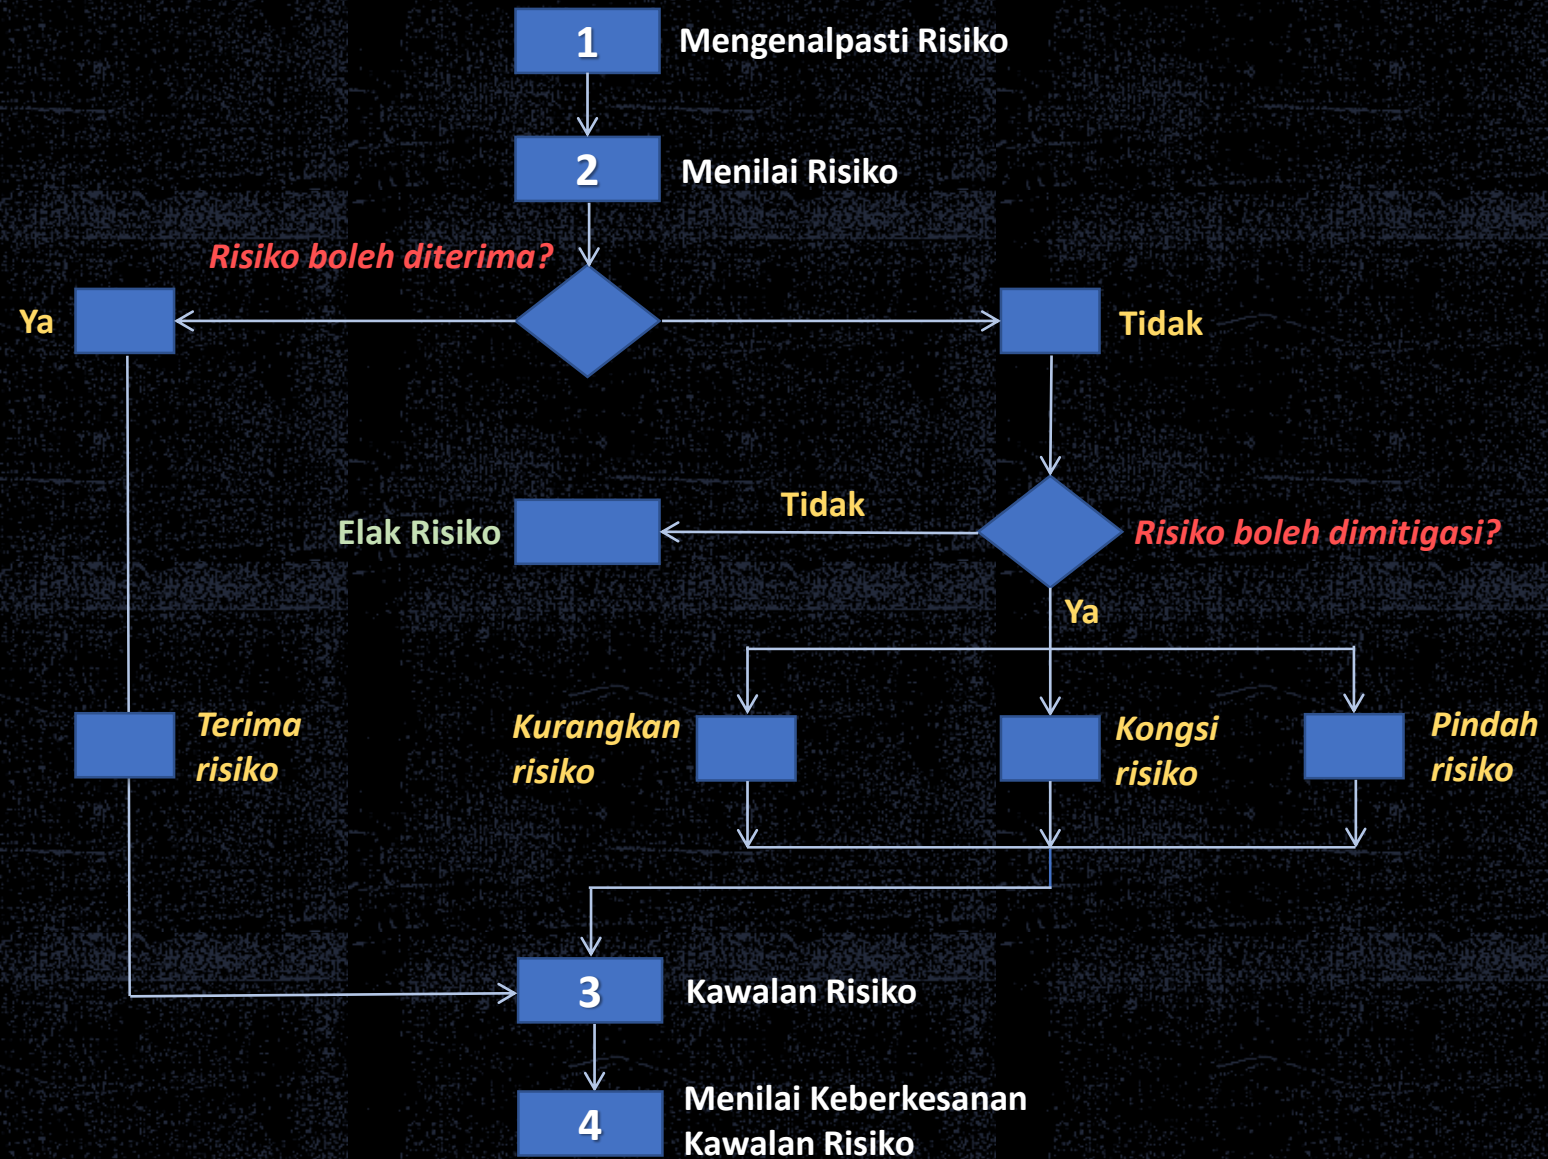 1
Mengenalpasti Risiko
2
Menilai Risiko
Risiko boleh diterima?
Ya
Tidak
Elak Risiko
Tidak
Risiko boleh dimitigasi?
Ya
Terima
risiko
Kurangkan
risiko
Kongsi
risiko
Pindah
risiko
3
Kawalan Risiko
4
Menilai Keberkesanan
Kawalan Risiko